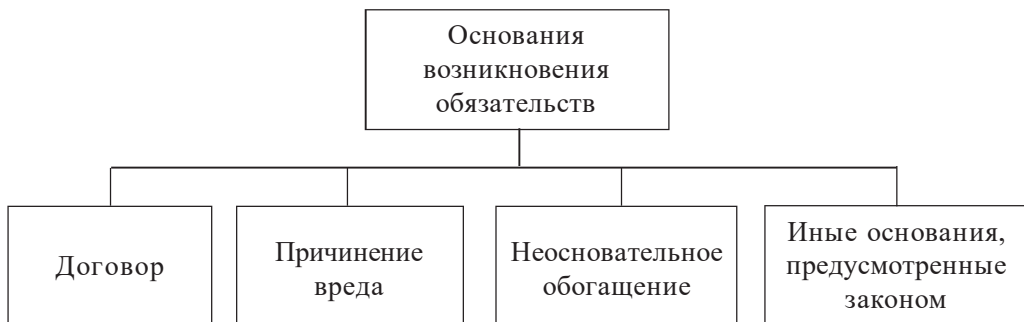 Основания
возникновения
обязательств
Договор
Причинение
вреда
Неосновательное
обогащение
Иные основания,
предусмотренные
законом